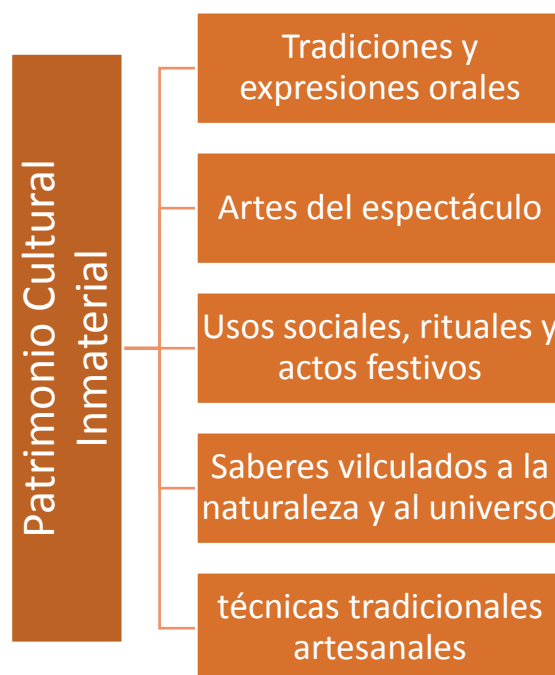 Patrimonio Cultural
Inmaterial
Tradiciones y
expresiones orales
Artes del espectáculo
Usos sociales, rituales y
actos festivos
Saberes vilculados a la
naturaleza y al universo
técnicas tradicionales
artesanales